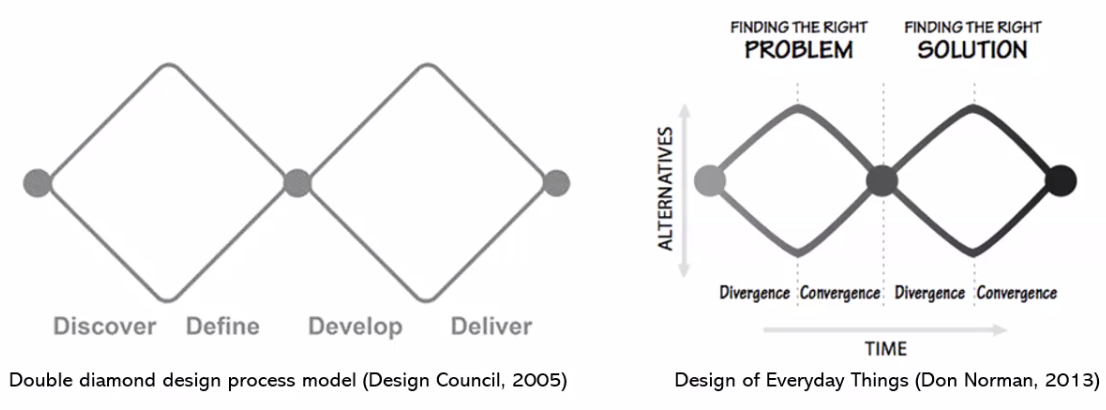 Discover Define Develop Deliver
Double diamond design process model (Design Council, 2005)
FINDING THE RIGHT
PROBLEM
FINDING THE RIGHT
SOLUTION
ALTERNATIVES
Divergence Convergence Divergence Convergence
TIME
Design of Everyday Things (Don Norman, 2013)